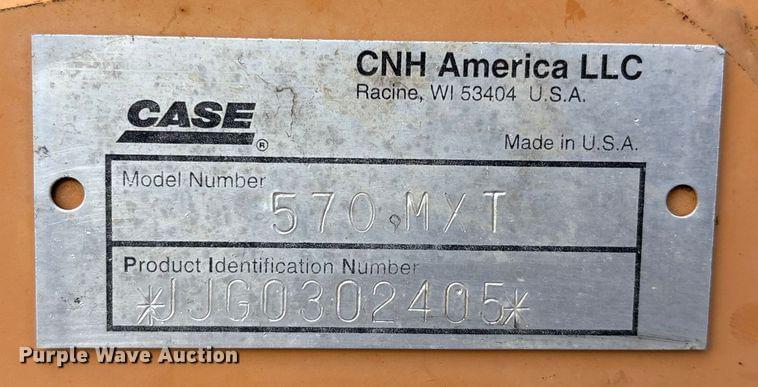 CNH America LLC
Racine, WI 53404 U.S.A.
CASE®
Made in U.S.A.
Model Number
570 MXT
Product Identification Number
*JJG0302405*
Purple Wave Auction